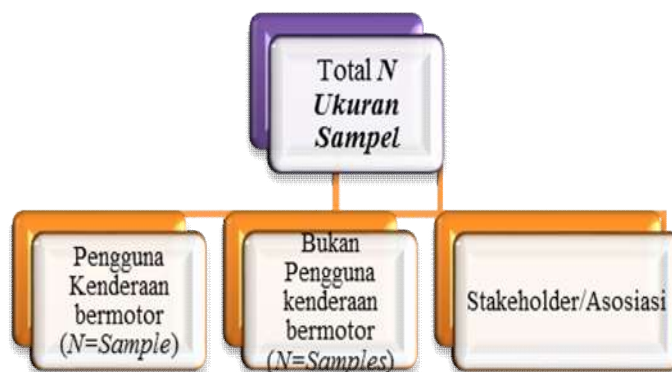 Total N
Ukuran
Sampel
Pengguna
Kenderaan
bermotor
(N=Sample)
Bukan
Pengguna
kenderaan
bermotor
(N=Samples)
Stakeholder/Asosiasi